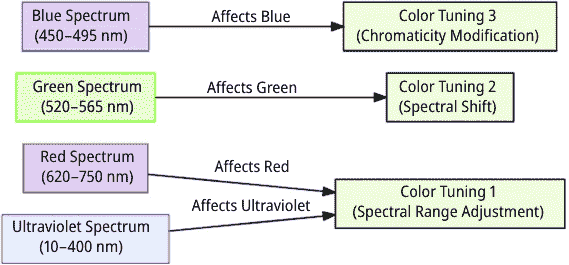 Blue Spectrum
(450–495 nm)
Affects Blue
Color Tuning 3
(Chromaticity Modification)
Green Spectrum
(520–565 nm)
Affects Green
Color Tuning 2
(Spectral Shift)
Red Spectrum
(620–750 nm)
Affects Red
Affects Ultraviolet
Color Tuning 1
(Spectral Range Adjustment)
Ultraviolet Spectrum
(10–400 nm)